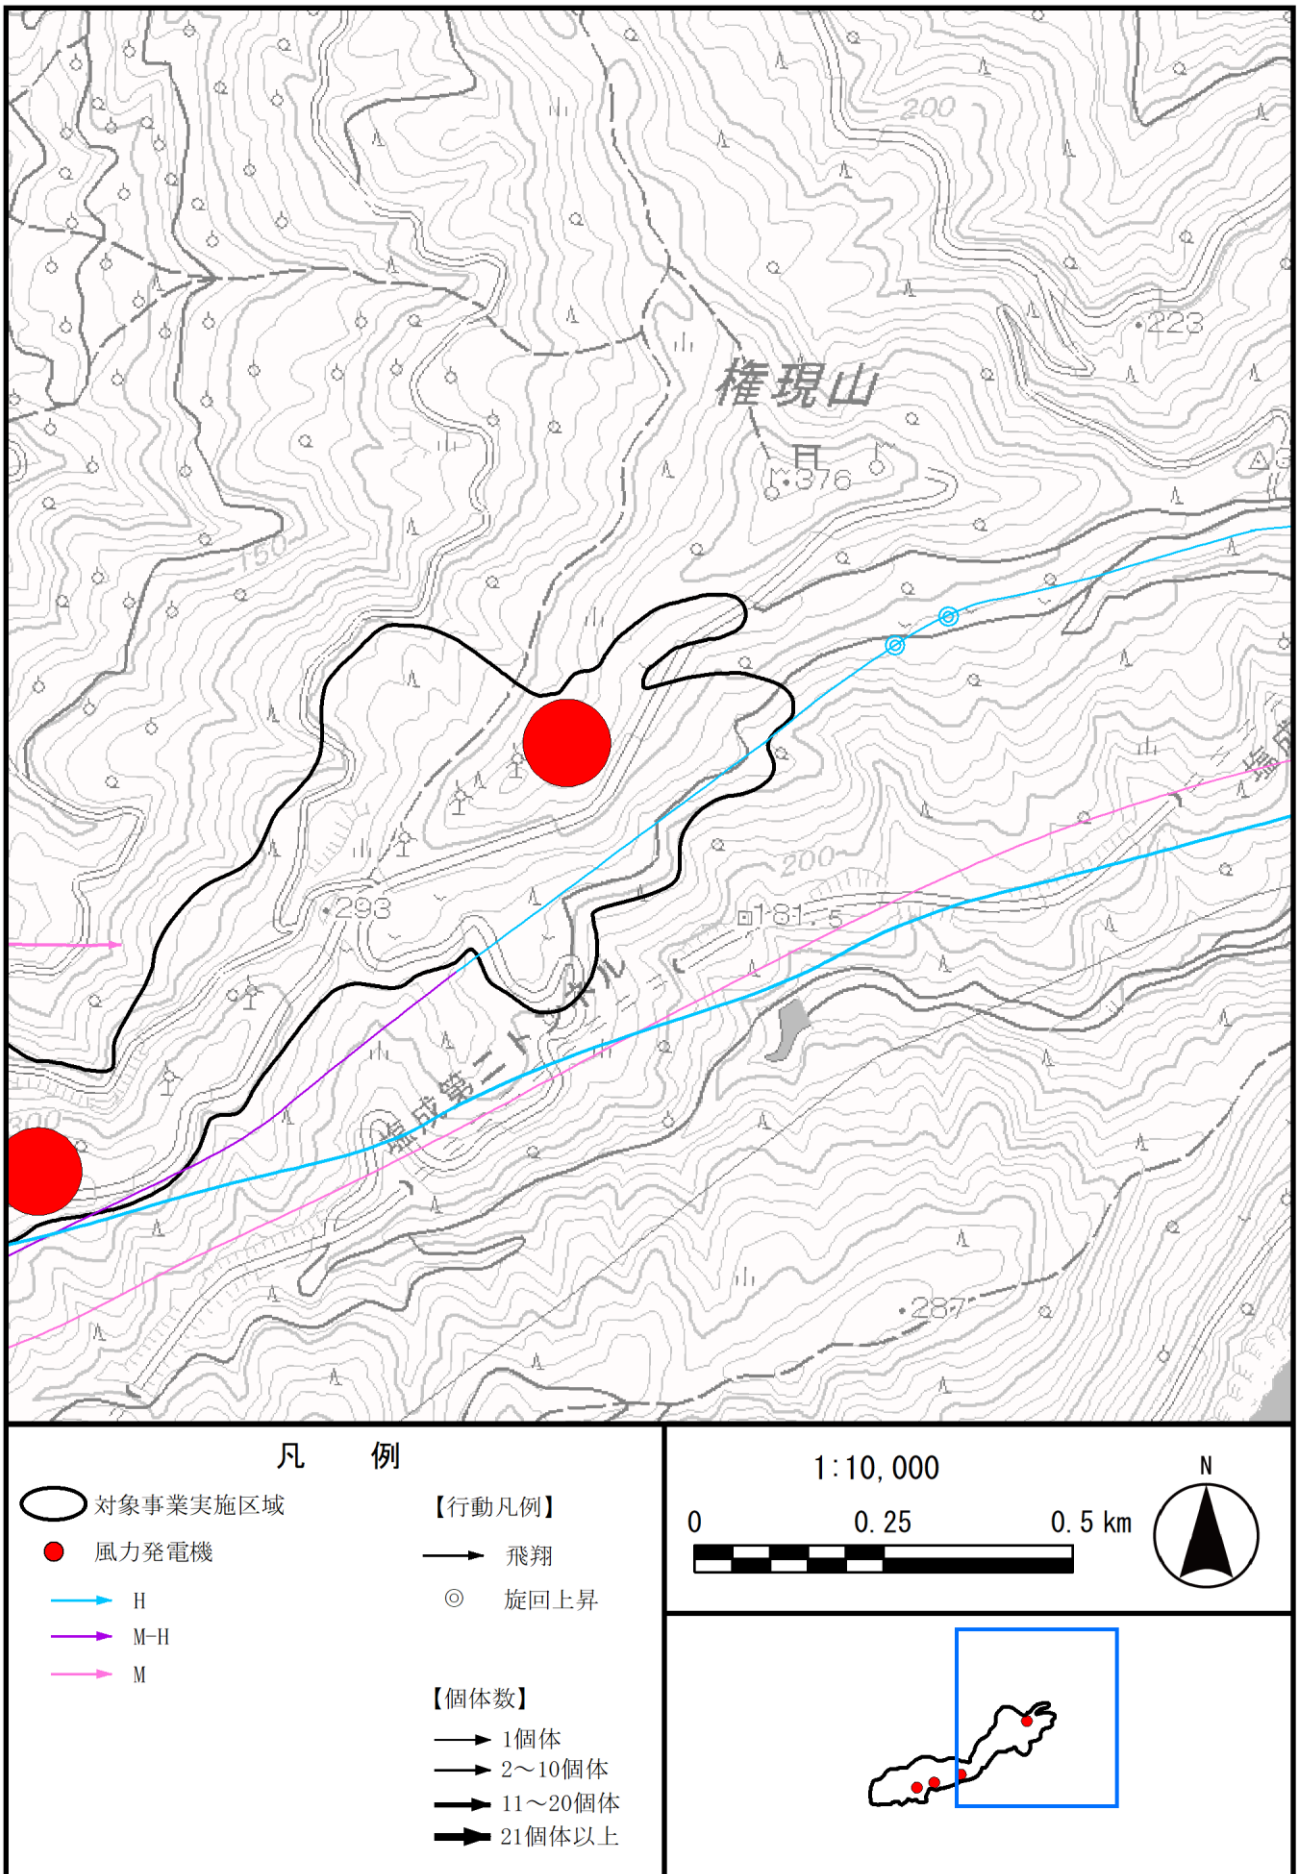 200
223
権現山
376
150
塩成
200
293
181.5
塩成第二トンネル
300
287
凡 例
対象事業実施区域
風力発電機
H
M-H
M
【行動凡例】
飛翔
旋回上昇
【個体数】
1個体
2～10個体
11～20個体
21個体以上
1:10,000
0 0.25 0.5 km
N